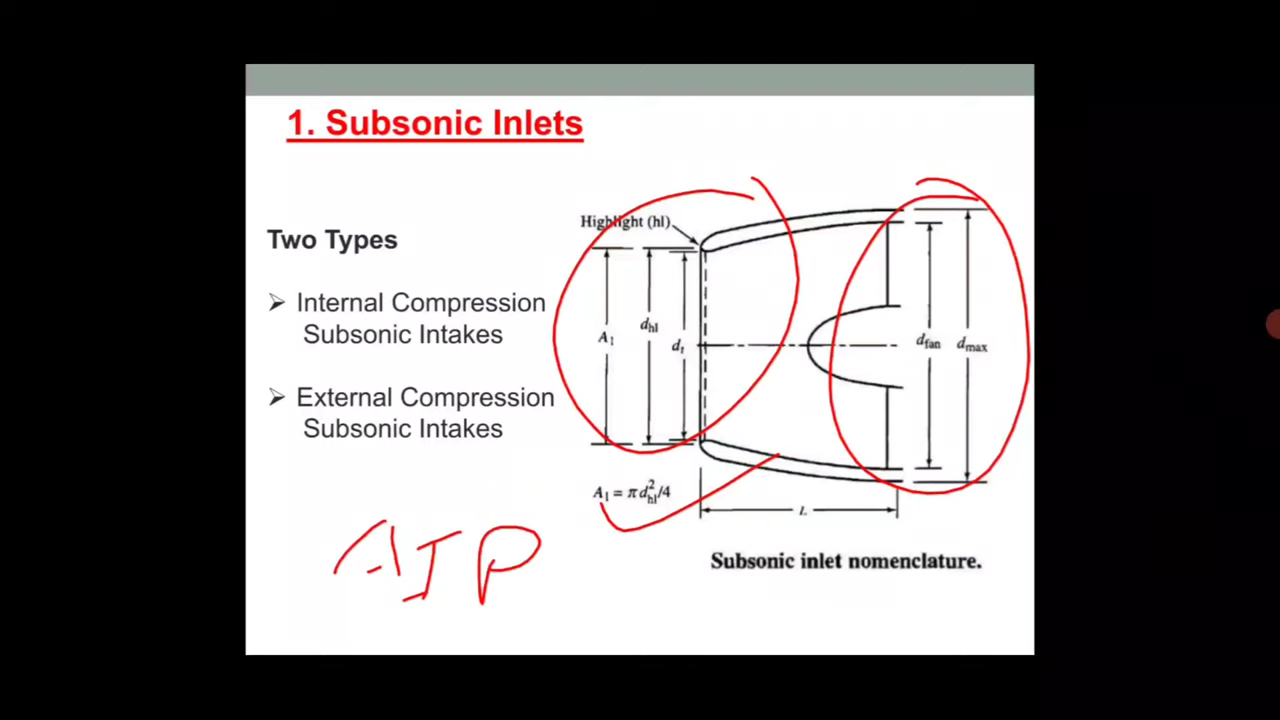 1. Subsonic Inlets
Two Types
➢ Internal Compression
Subsonic Intakes
➢ External Compression
Subsonic Intakes
Highlight (hl)
A₁
d_hl
d_t
d_fan
d_max
A₁ = πd²_hl/4
L
Subsonic inlet nomenclature.
AIP